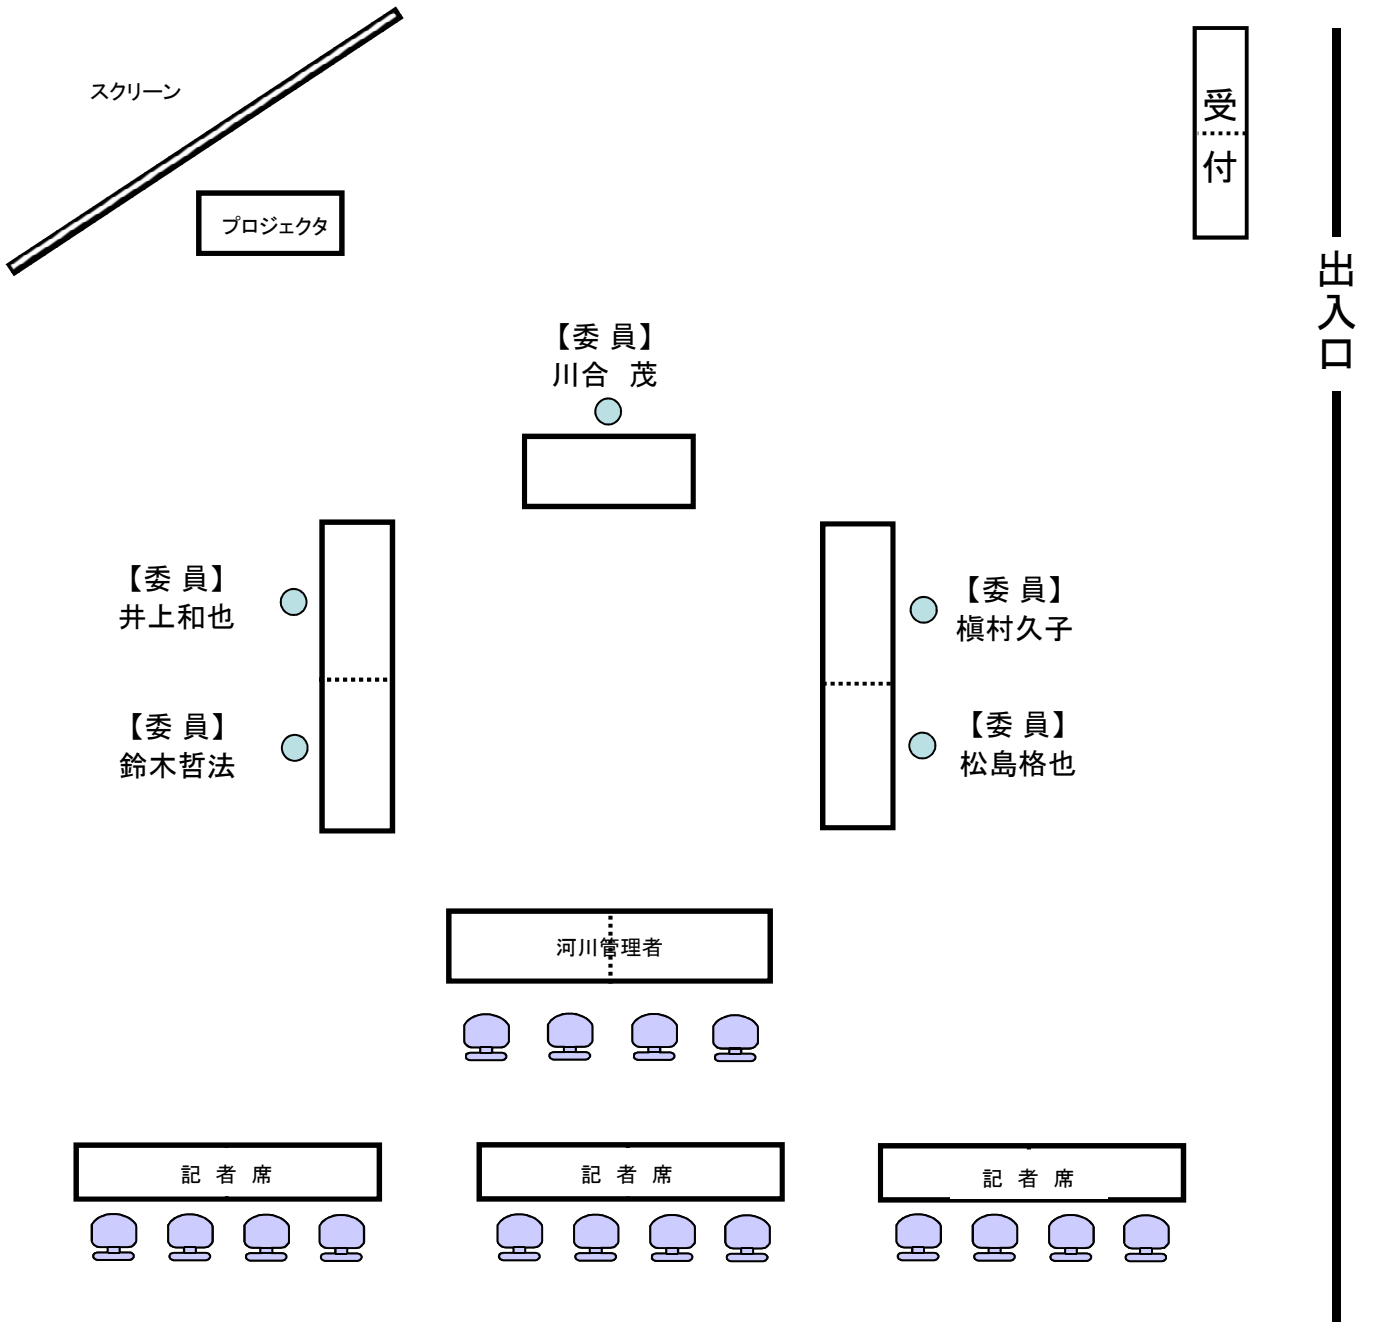 スクリーン
プロジェクタ
受付
出入口
【委 員】
川合　茂
【委 員】
井上和也
【委 員】
槇村久子
【委 員】
鈴木哲法
【委 員】
松島格也
河川管理者
記 者 席
記 者 席
記 者 席